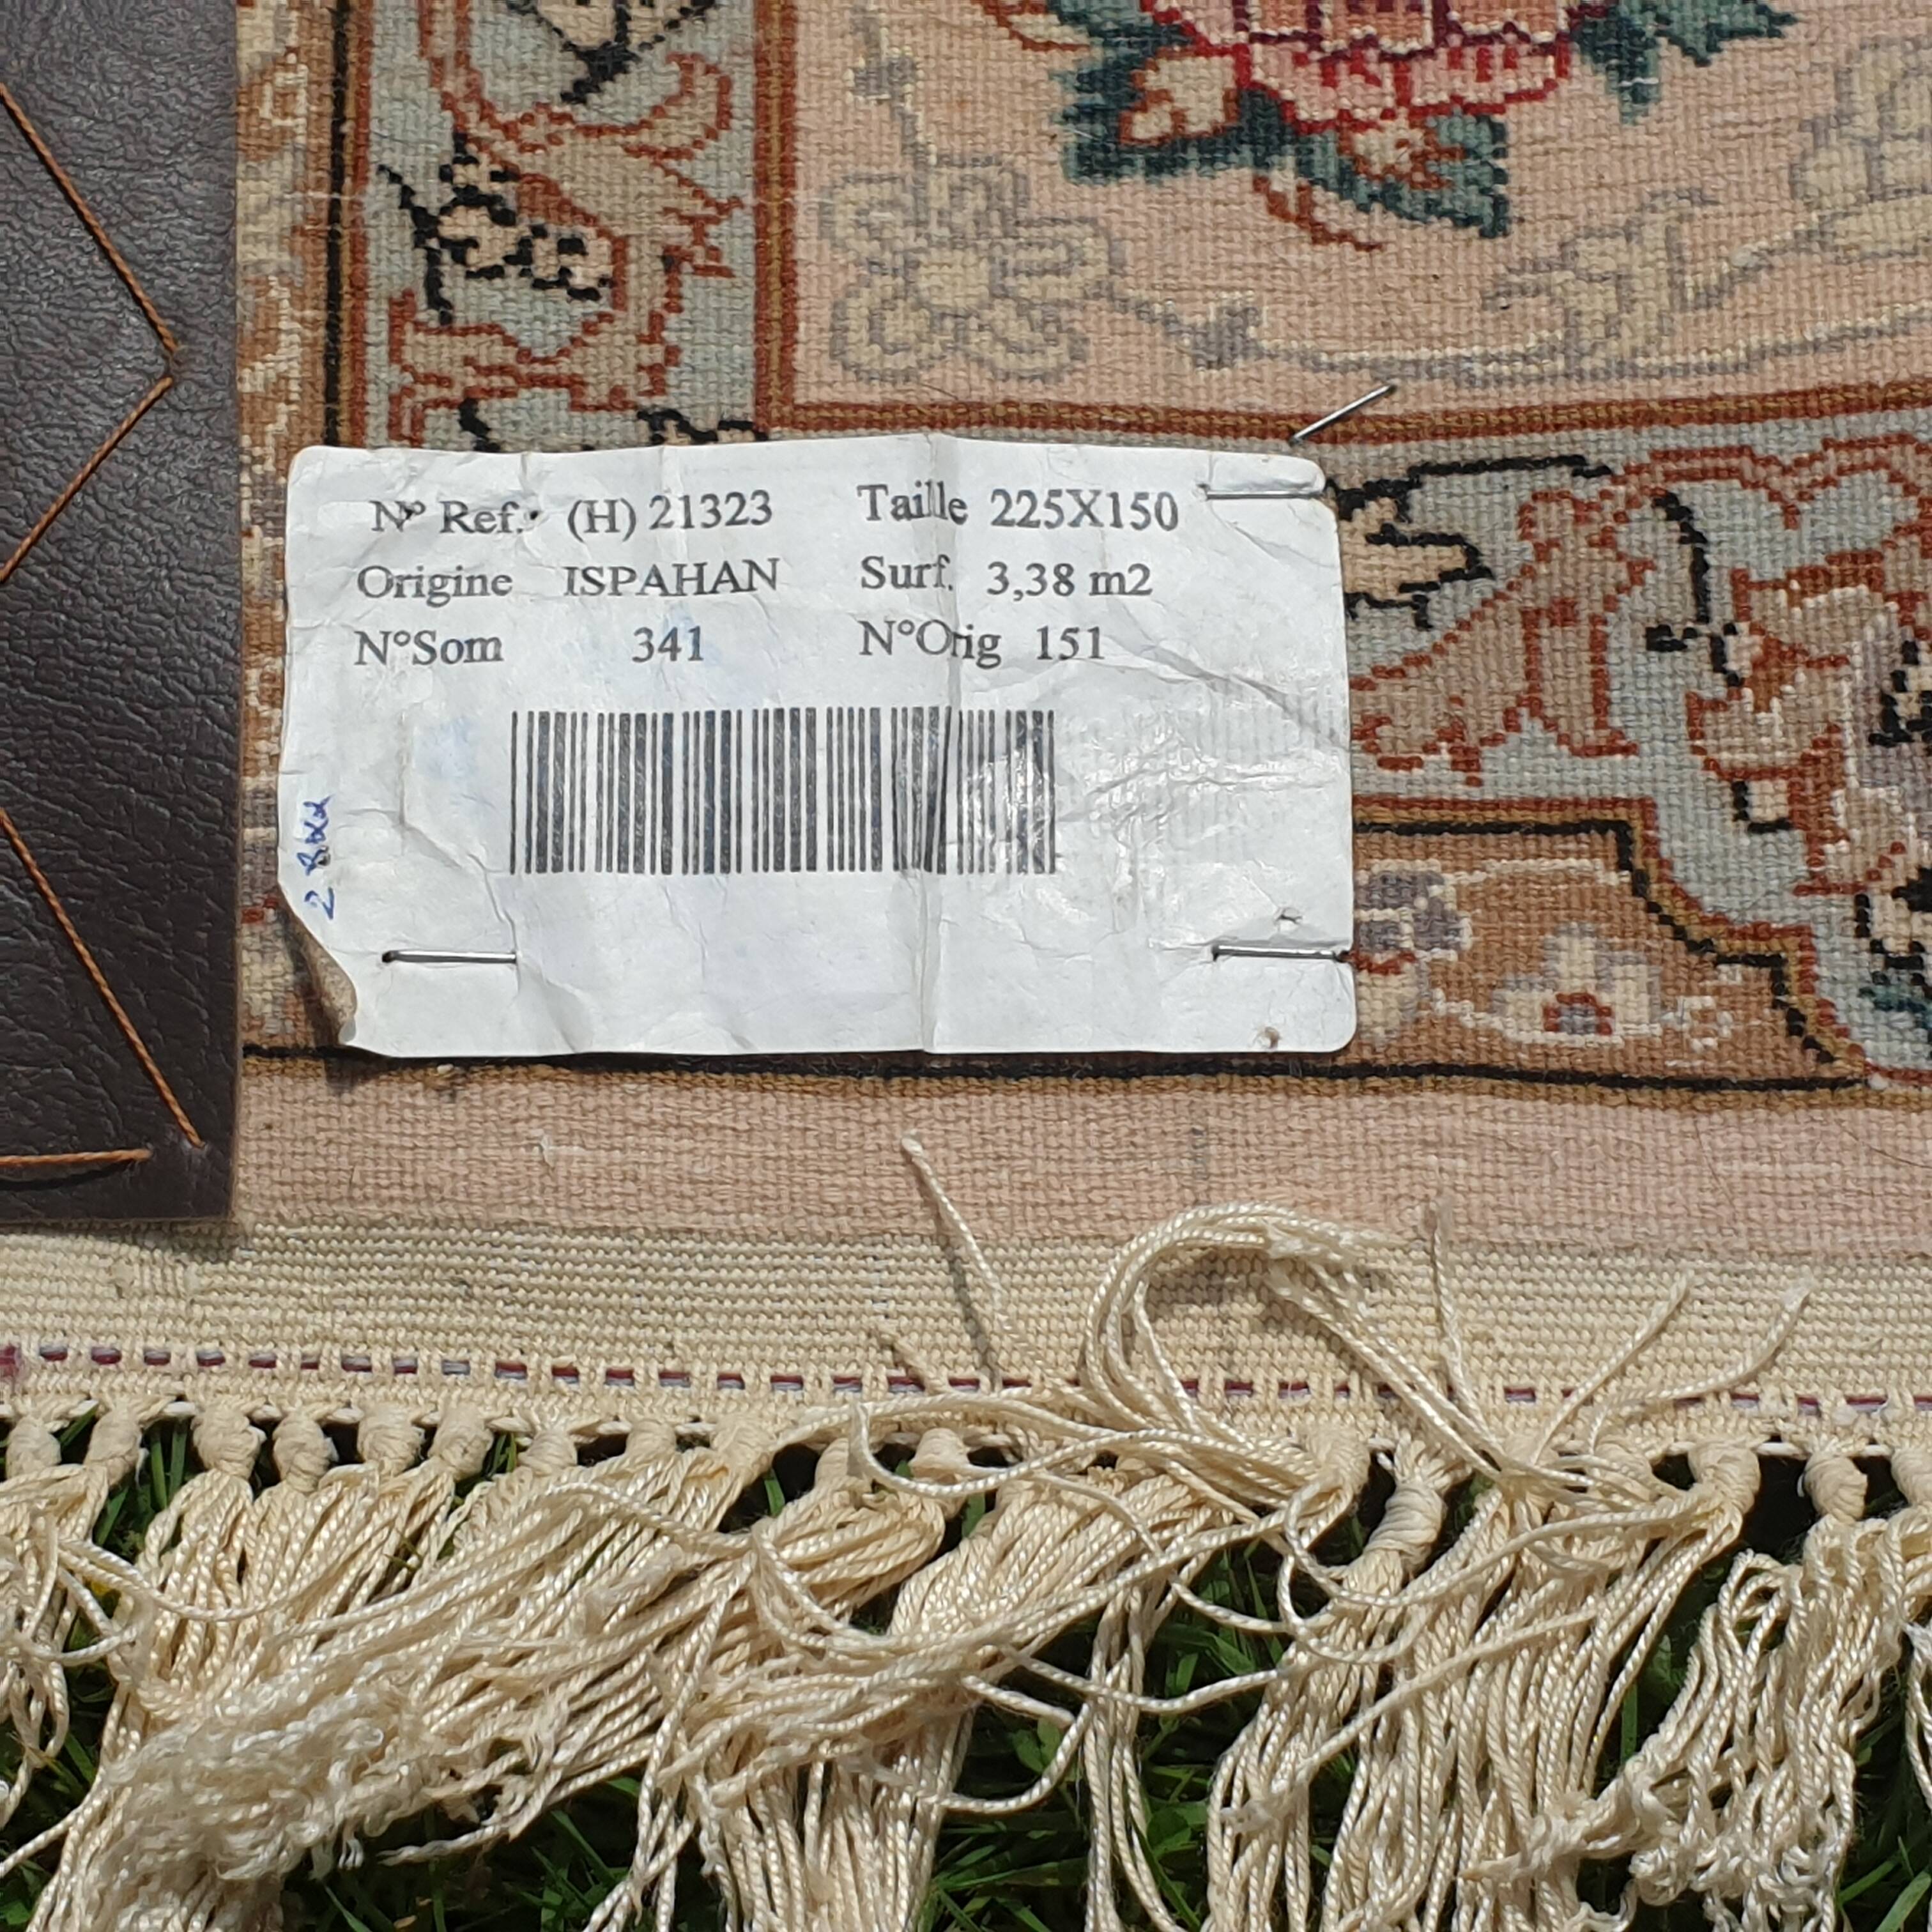 N° Ref.: (H) 21323 Taille 225X150
Origine ISPAHAN Surf. 3,38 m2
N°Som 341 N°Orig 151